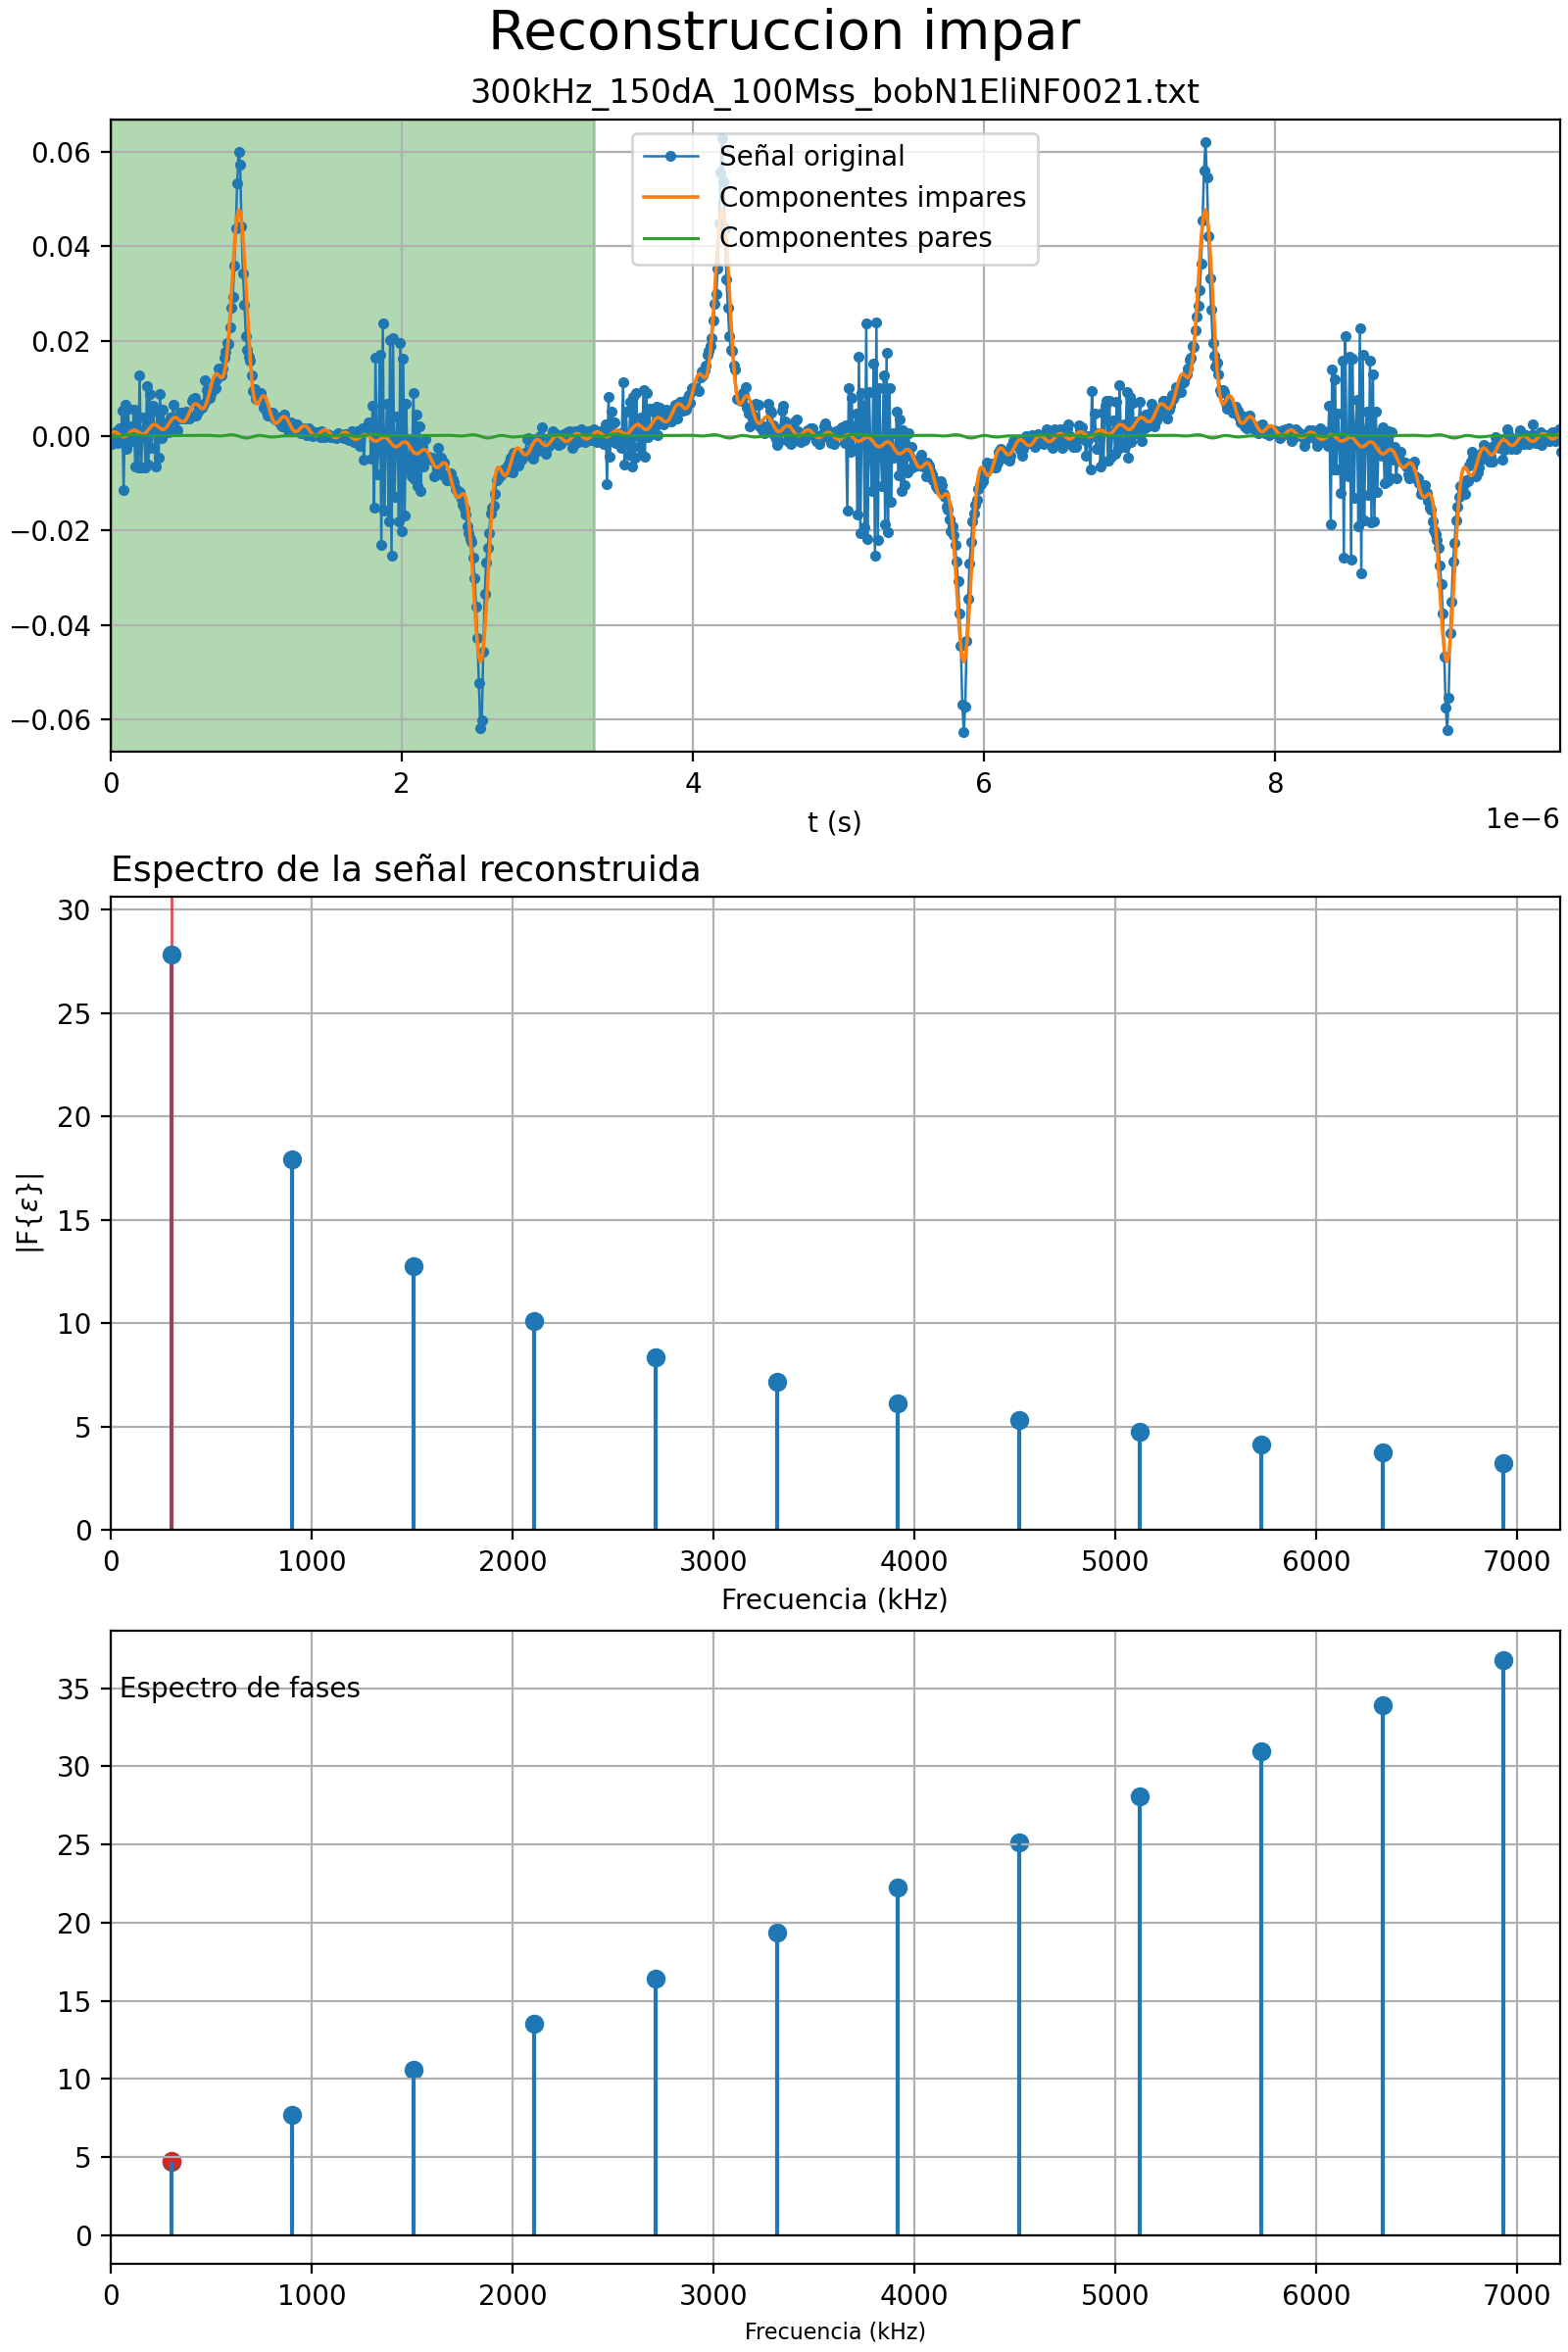 Reconstruccion impar
300kHz_150dA_100Mss_bobN1EliNF0021.txt
Señal original
Componentes impares
Componentes pares
0.06
0.04
0.02
0.00
−0.02
−0.04
−0.06
0 2 4 6 8
t (s)
1e−6
Espectro de la señal reconstruida
|F{ε}|
30
25
20
15
10
5
0
0 1000 2000 3000 4000 5000 6000 7000
Frecuencia (kHz)
Espectro de fases
35
30
25
20
15
10
5
0
0 1000 2000 3000 4000 5000 6000 7000
Frecuencia (kHz)